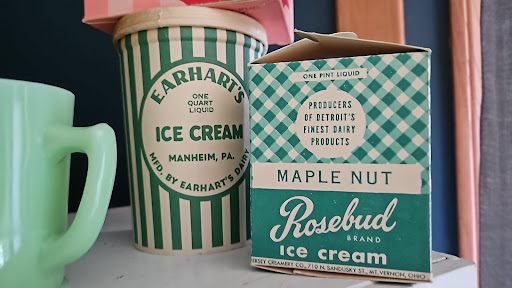 EARHART'S
ONE
QUART
LIQUID
ICE CREAM
MANHEIM, PA.
MFD. BY EARHART'S DAIRY
ONE PINT LIQUID
PRODUCERS
OF DETROIT'S
FINEST DAIRY
PRODUCTS
MAPLE NUT
Rosebud
BRAND
Ice cream
JERSEY CREAMERY CO., 710 N. SANDUSKY ST., MT. VERNON, OHIO